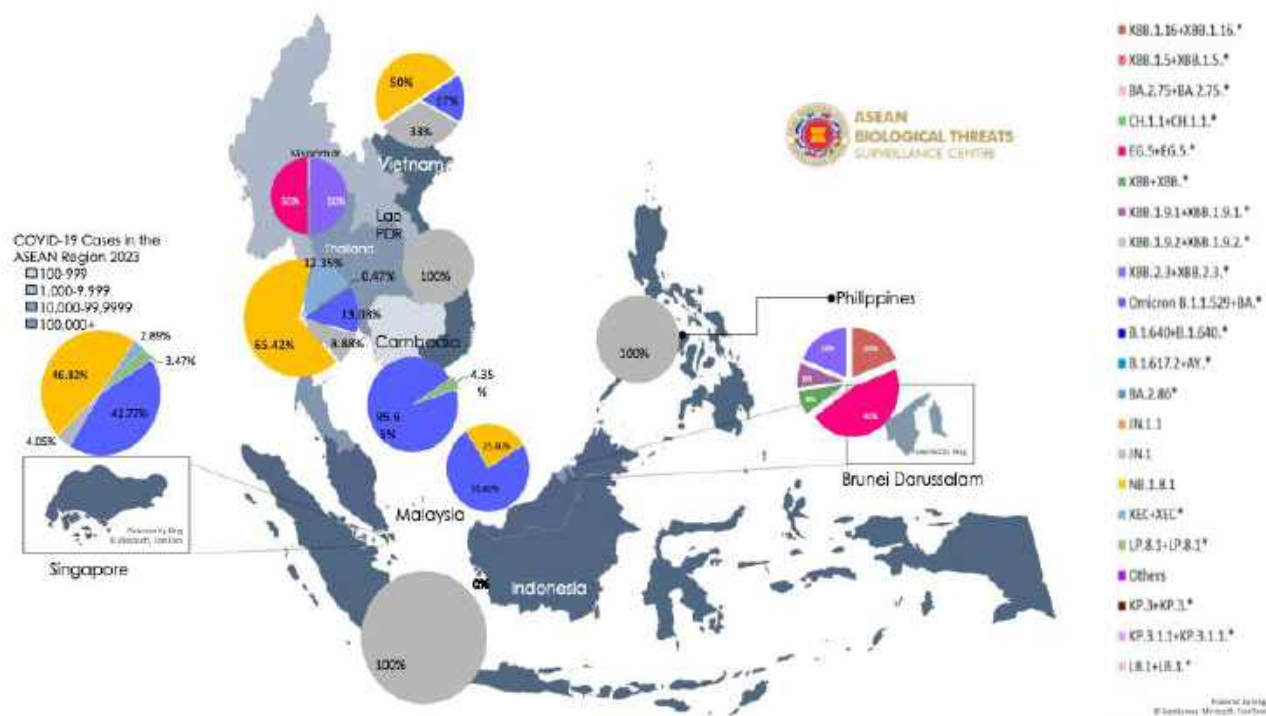 50%
17%
33%
Vietnam
ASEAN
BIOLOGICAL THREATS
SURVEILLANCE CENTRE
Myanmar
50%
50%
Lao
PDR
Thailand
12.35%
0.47%
100%
13.08%
65.42%
8.88%
Cambodia
COVID-19 Cases in the
ASEAN Region 2023
100-999
1,000-9,999
10,000-99,9999
100,000+
2.89%
3.47%
46.82%
42.77%
4.05%
Philippines
100%
4.35
%
95.6
5%
Malaysia
Brunei Darussalam
Singapore
0%
Indonesia
100%
XBB.1.16+XBB.1.16.*
XBB.1.5+XBB.1.5.*
BA.2.75+BA.2.75.*
CH.1.1+CH.1.1.*
EG.5+EG.5.*
XBB+XBB.*
XBB.1.9.1+XBB.1.9.1.*
XBB.1.9.2+XBB.1.9.2.*
XBB.2.3+XBB.2.3.*
Omicron B.1.1.529+BA.*
B.1.640+B.1.640.*
B.1.617.2+AY.*
BA.2.86*
JN.1.1
JN.1
NB.1.8.1
XEC+XEC*
LP.8.1+LP.8.1*
Others
KP.3+KP.3.*
KP.3.1.1+KP.3.1.1.*
LB.1+LB.1.*